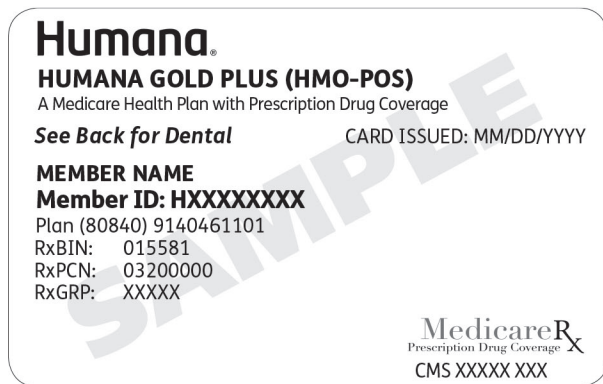 Humana®
HUMANA GOLD PLUS (HMO-POS)
A Medicare Health Plan with Prescription Drug Coverage
See Back for Dental CARD ISSUED: MM/DD/YYYY
MEMBER NAME
Member ID: HXXXXXXXX
Plan (80840) 9140461101
RxBIN: 015581
RxPCN: 03200000
RxGRP: XXXXX
SAMPLE
MedicareRx
Prescription Drug Coverage
CMS XXXXX XXX